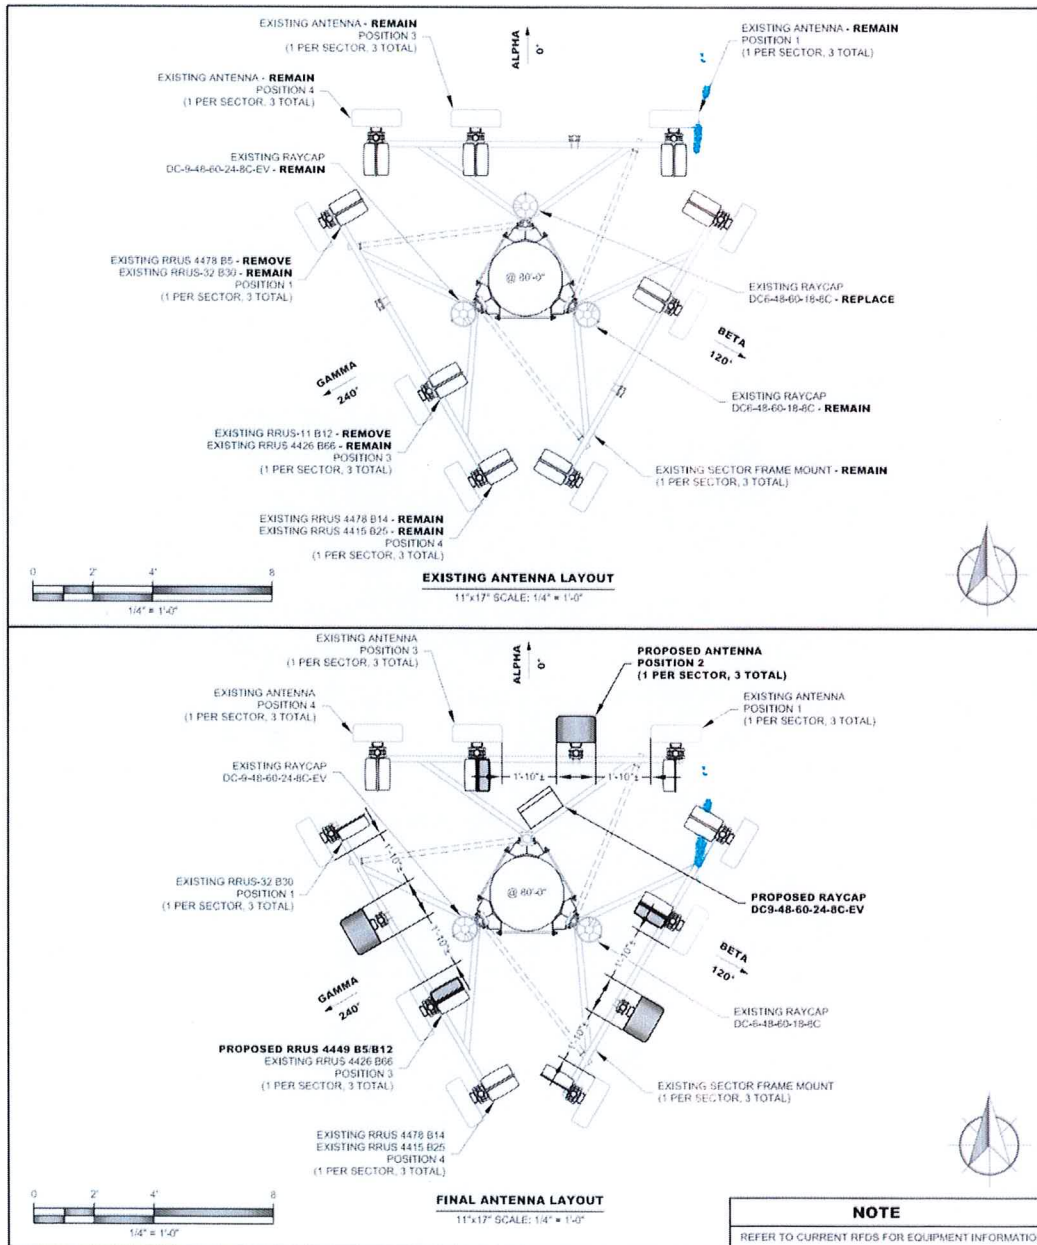 EXISTING ANTENNA - REMAIN
POSITION 3
(1 PER SECTOR, 3 TOTAL)
ALPHA
0°
EXISTING ANTENNA - REMAIN
POSITION 1
(1 PER SECTOR, 3 TOTAL)
EXISTING ANTENNA - REMAIN
POSITION 4
(1 PER SECTOR, 3 TOTAL)
EXISTING RAYCAP
DC-9-48-60-24-8C-EV - REMAIN
EXISTING RRUS 4478 B5 - REMOVE
EXISTING RRUS-32 B30 - REMAIN
POSITION 1
(1 PER SECTOR, 3 TOTAL)
@ 80'-0"
EXISTING RAYCAP
DC6-48-60-18-8C - REPLACE
BETA
120°
GAMMA
240°
EXISTING RAYCAP
DC6-48-60-18-8C - REMAIN
EXISTING RRUS-11 B12 - REMOVE
EXISTING RRUS 4426 B66 - REMAIN
POSITION 3
(1 PER SECTOR, 3 TOTAL)
EXISTING SECTOR FRAME MOUNT - REMAIN
(1 PER SECTOR, 3 TOTAL)
EXISTING RRUS 4478 B14 - REMAIN
EXISTING RRUS 4415 B25 - REMAIN
POSITION 4
(1 PER SECTOR, 3 TOTAL)
0 2' 4' 8
1/4" = 1'-0"
EXISTING ANTENNA LAYOUT
11"x17" SCALE: 1/4" = 1'-0"
EXISTING ANTENNA
POSITION 3
(1 PER SECTOR, 3 TOTAL)
ALPHA
0°
PROPOSED ANTENNA
POSITION 2
(1 PER SECTOR, 3 TOTAL)
EXISTING ANTENNA
POSITION 4
(1 PER SECTOR, 3 TOTAL)
EXISTING ANTENNA
POSITION 1
(1 PER SECTOR, 3 TOTAL)
EXISTING RAYCAP
DC-9-48-60-24-8C-EV
1'-10"±
1'-10"±
1'-10"±
EXISTING RRUS-32 B30
POSITION 1
(1 PER SECTOR, 3 TOTAL)
@ 80'-0"
PROPOSED RAYCAP
DC9-48-60-24-8C-EV
1'-10"±
1'-10"±
BETA
120°
GAMMA
240°
EXISTING RAYCAP
DC-6-48-60-18-8C
1'-10"±
PROPOSED RRUS 4449 B5/B12
EXISTING RRUS 4426 B66
POSITION 3
(1 PER SECTOR, 3 TOTAL)
EXISTING SECTOR FRAME MOUNT
(1 PER SECTOR, 3 TOTAL)
EXISTING RRUS 4478 B14
EXISTING RRUS 4415 B25
POSITION 4
(1 PER SECTOR, 3 TOTAL)
0 2' 4' 8
1/4" = 1'-0"
FINAL ANTENNA LAYOUT
11"x17" SCALE: 1/4" = 1'-0"
NOTE
REFER TO CURRENT RFDS FOR EQUIPMENT INFORMATIO